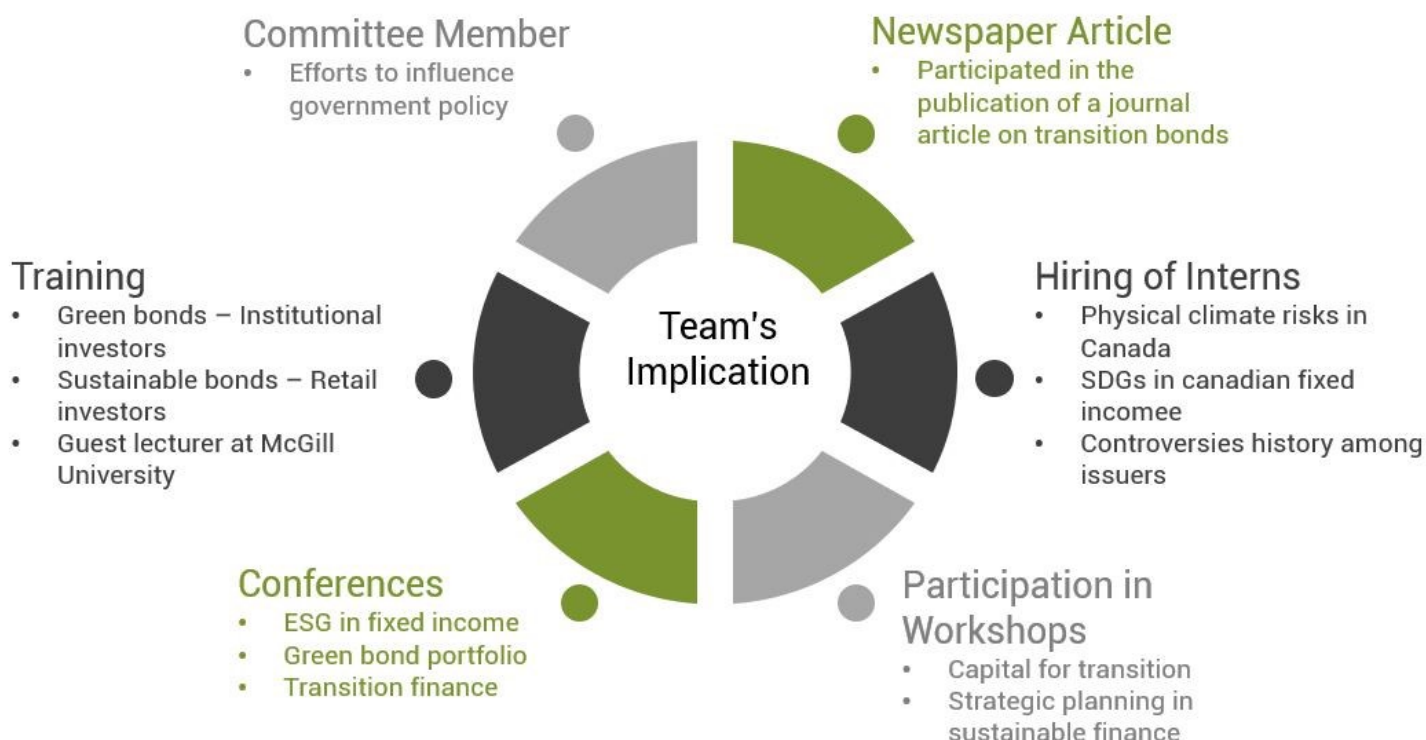 Committee Member
• Efforts to influence
government policy
Newspaper Article
• Participated in the
publication of a journal
article on transition bonds
Training
• Green bonds – Institutional
investors
• Sustainable bonds – Retail
investors
• Guest lecturer at McGill
University
Team's
Implication
Hiring of Interns
• Physical climate risks in
Canada
• SDGs in canadian fixed
incomee
• Controversies history among
issuers
Conferences
• ESG in fixed income
• Green bond portfolio
• Transition finance
Participation in
Workshops
• Capital for transition
• Strategic planning in
sustainable finance